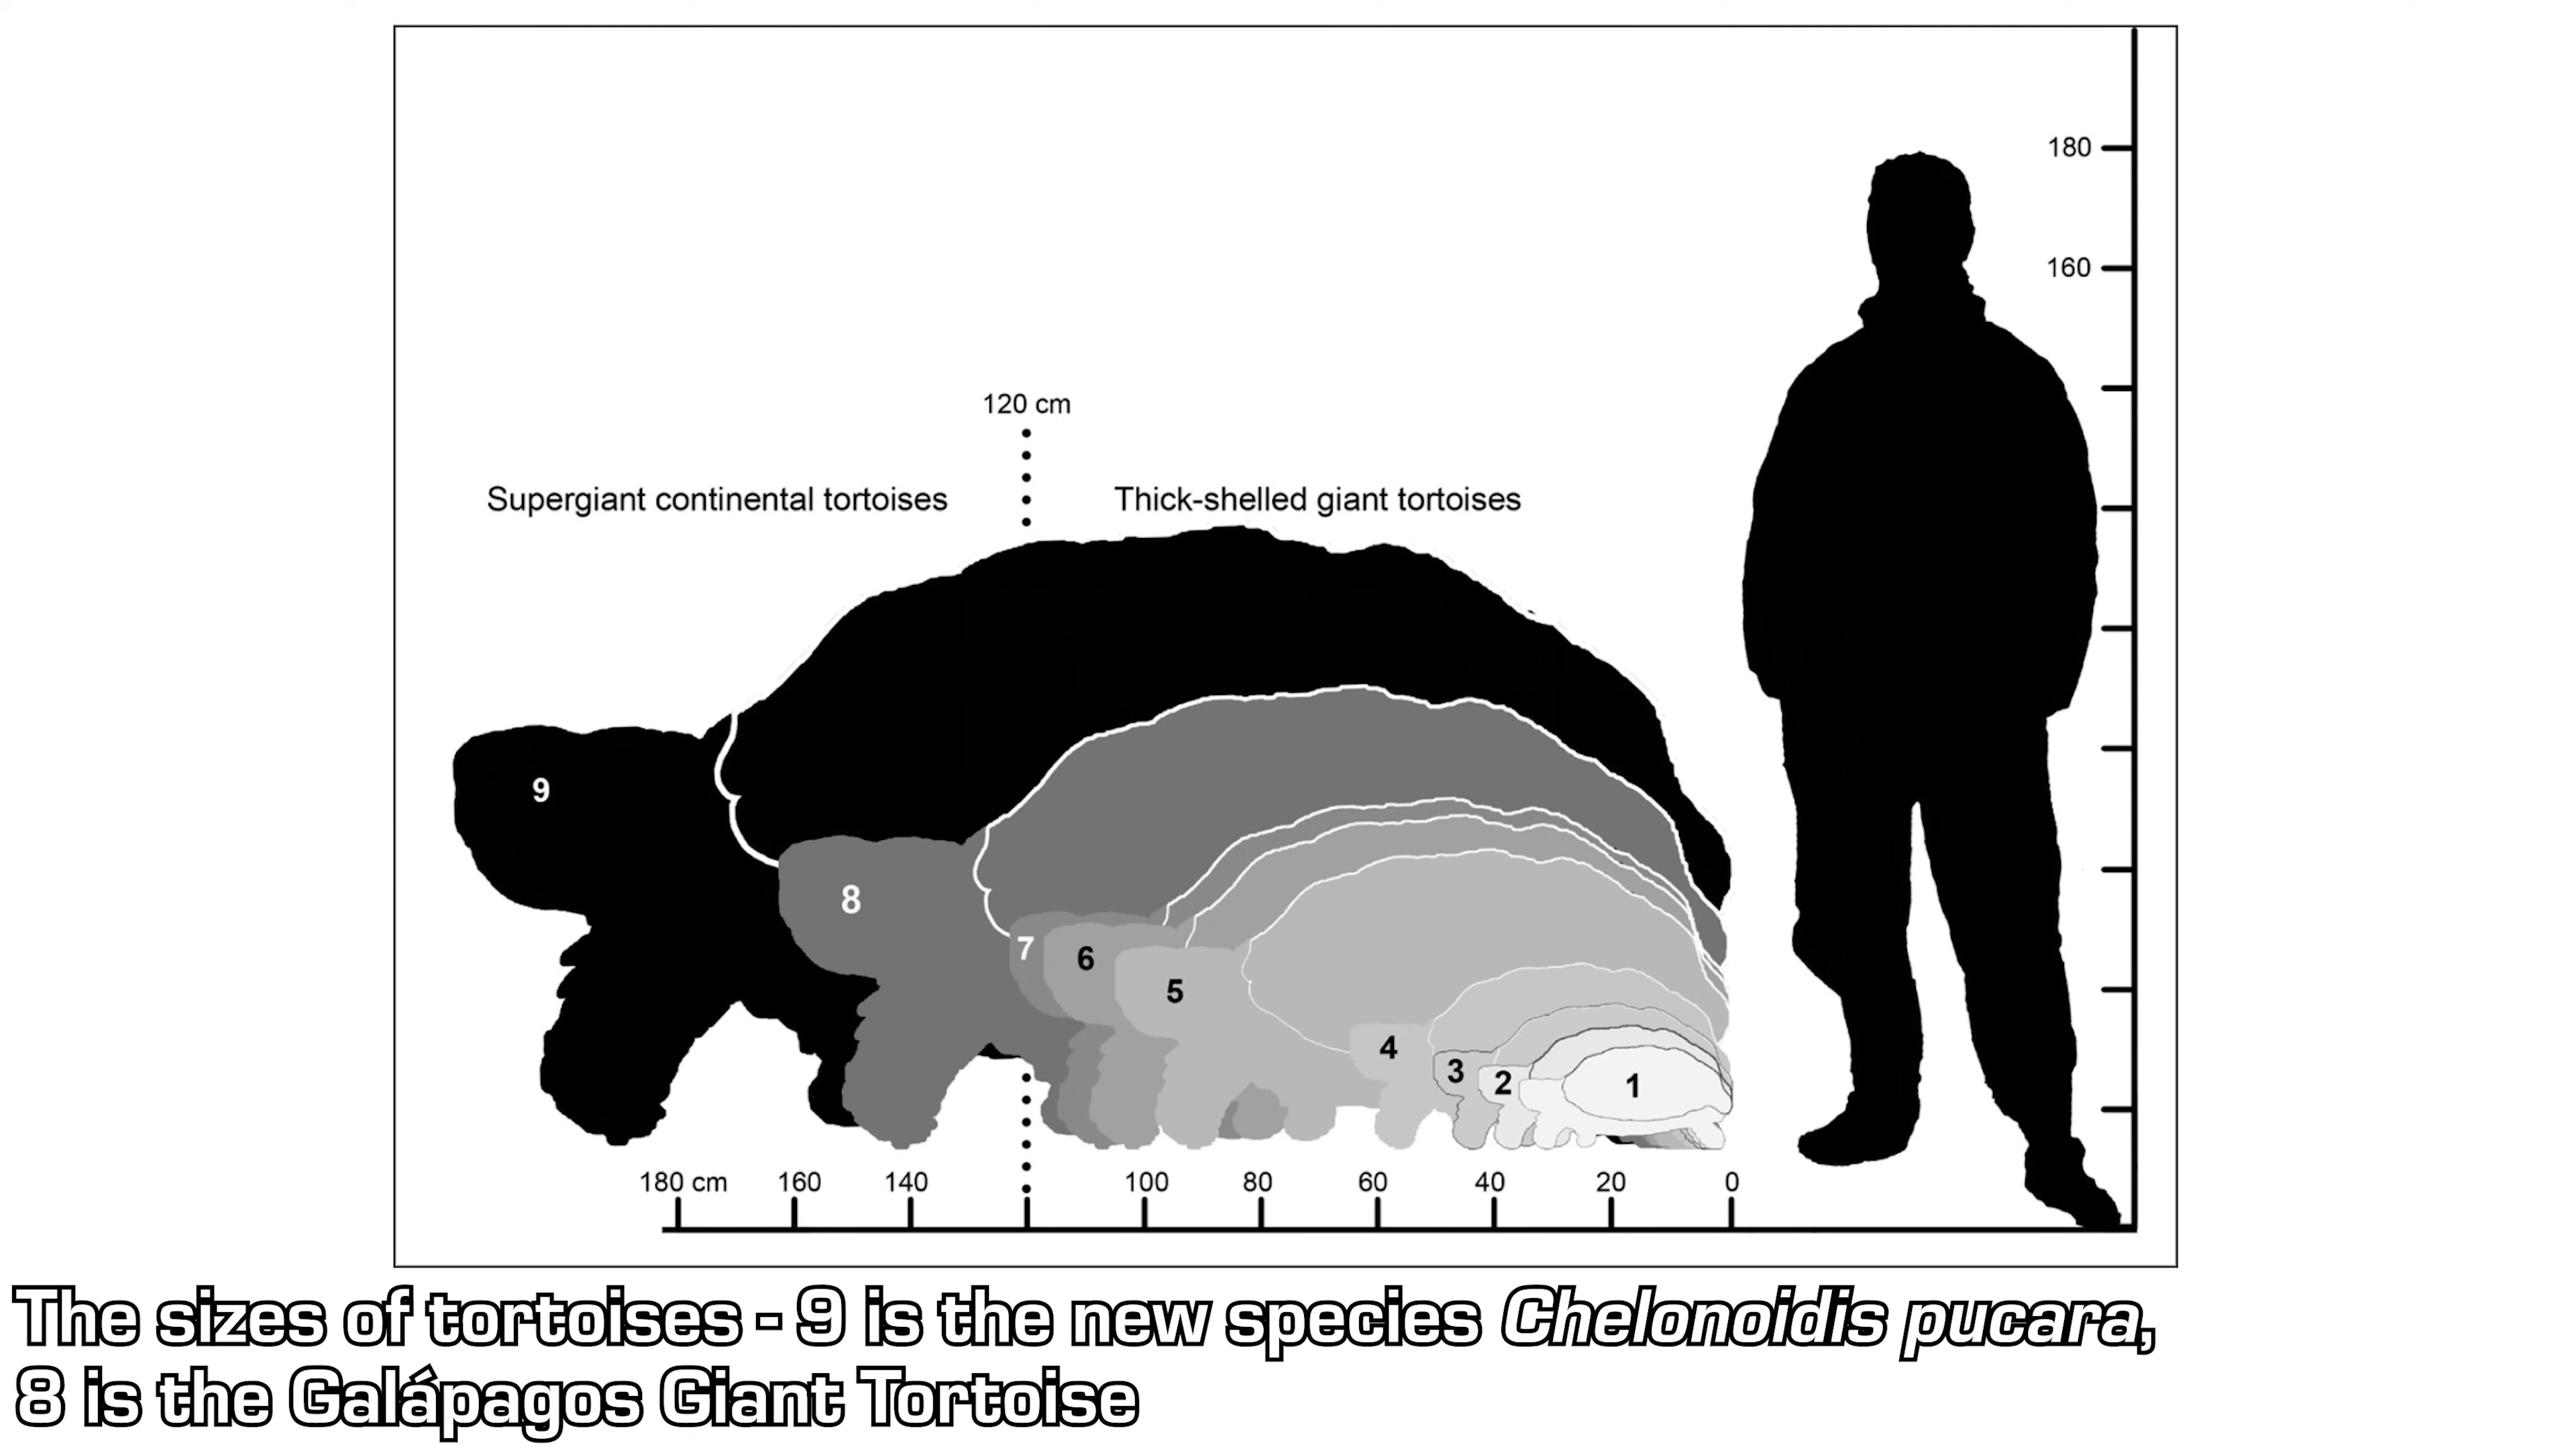 180
160
120 cm
Supergiant continental tortoises
Thick-shelled giant tortoises
9
8
7
6
5
4
3
2
1
180 cm 160 140 100 80 60 40 20 0
The sizes of tortoises - 9 is the new species Chelonoidis pucara,
8 is the Galápagos Giant Tortoise